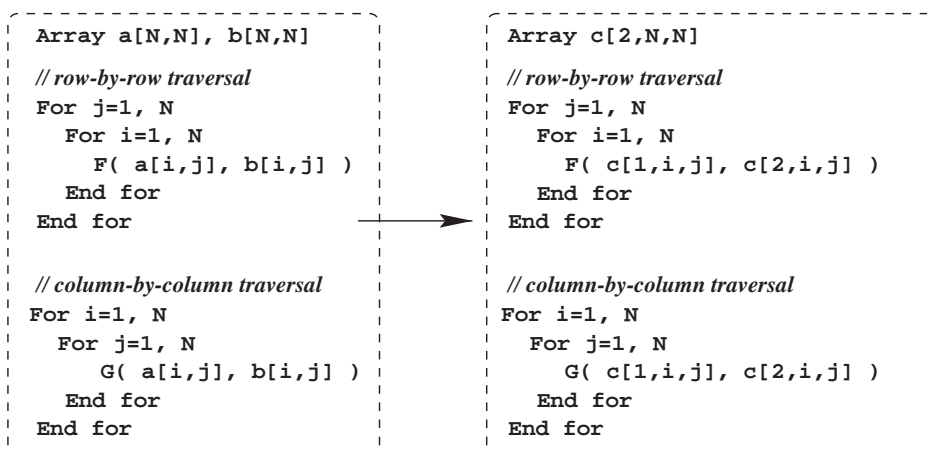 Array a[N,N], b[N,N]
// row-by-row traversal
For j=1, N
For i=1, N
F( a[i,j], b[i,j] )
End for
End for
// column-by-column traversal
For i=1, N
For j=1, N
G( a[i,j], b[i,j] )
End for
End for
Array c[2,N,N]
// row-by-row traversal
For j=1, N
For i=1, N
F( c[1,i,j], c[2,i,j] )
End for
End for
// column-by-column traversal
For i=1, N
For j=1, N
G( c[1,i,j], c[2,i,j] )
End for
End for